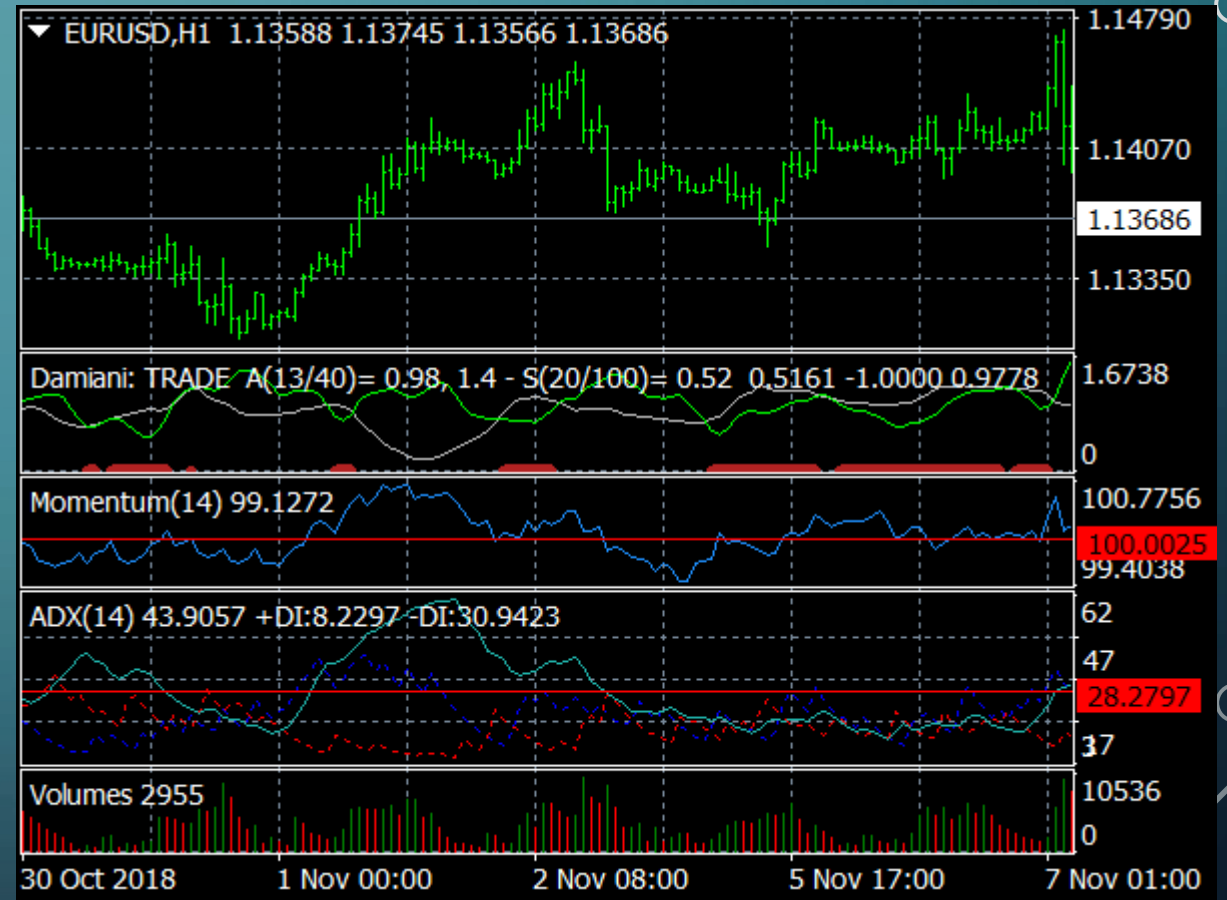 EURUSD,H1 1.13588 1.13745 1.13566 1.13686
1.14790
1.14070
1.13686
1.13350
Damiani: TRADE A(13/40)= 0.98, 1.4 - S(20/100)= 0.52 0.5161 -1.0000 0.9778
1.6738
0
Momentum(14) 99.1272
100.7756
100.0025
99.4038
ADX(14) 43.9057 +DI:8.2297 -DI:30.9423
62
47
28.2797
17
Volumes 2955
10536
0
30 Oct 2018 1 Nov 00:00 2 Nov 08:00 5 Nov 17:00 7 Nov 01:00